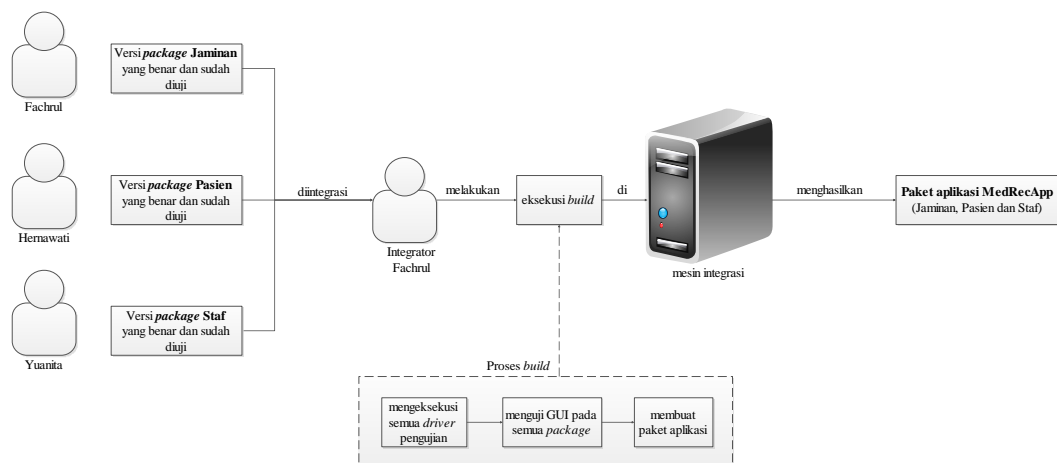 Versi package Jaminan
yang benar dan sudah
diuji
Fachrul
Versi package Pasien
yang benar dan sudah
diuji
Hernawati
Versi package Staf
yang benar dan sudah
diuji
Yuanita
diintegrasi
Integrator
Fachrul
melakukan
eksekusi build
di
mesin integrasi
menghasilkan
Paket aplikasi MedRecApp
(Jaminan, Pasien dan Staf)
Proses build
mengeksekusi
semua driver
pengujian
menguji GUI pada
semua package
membuat
paket aplikasi